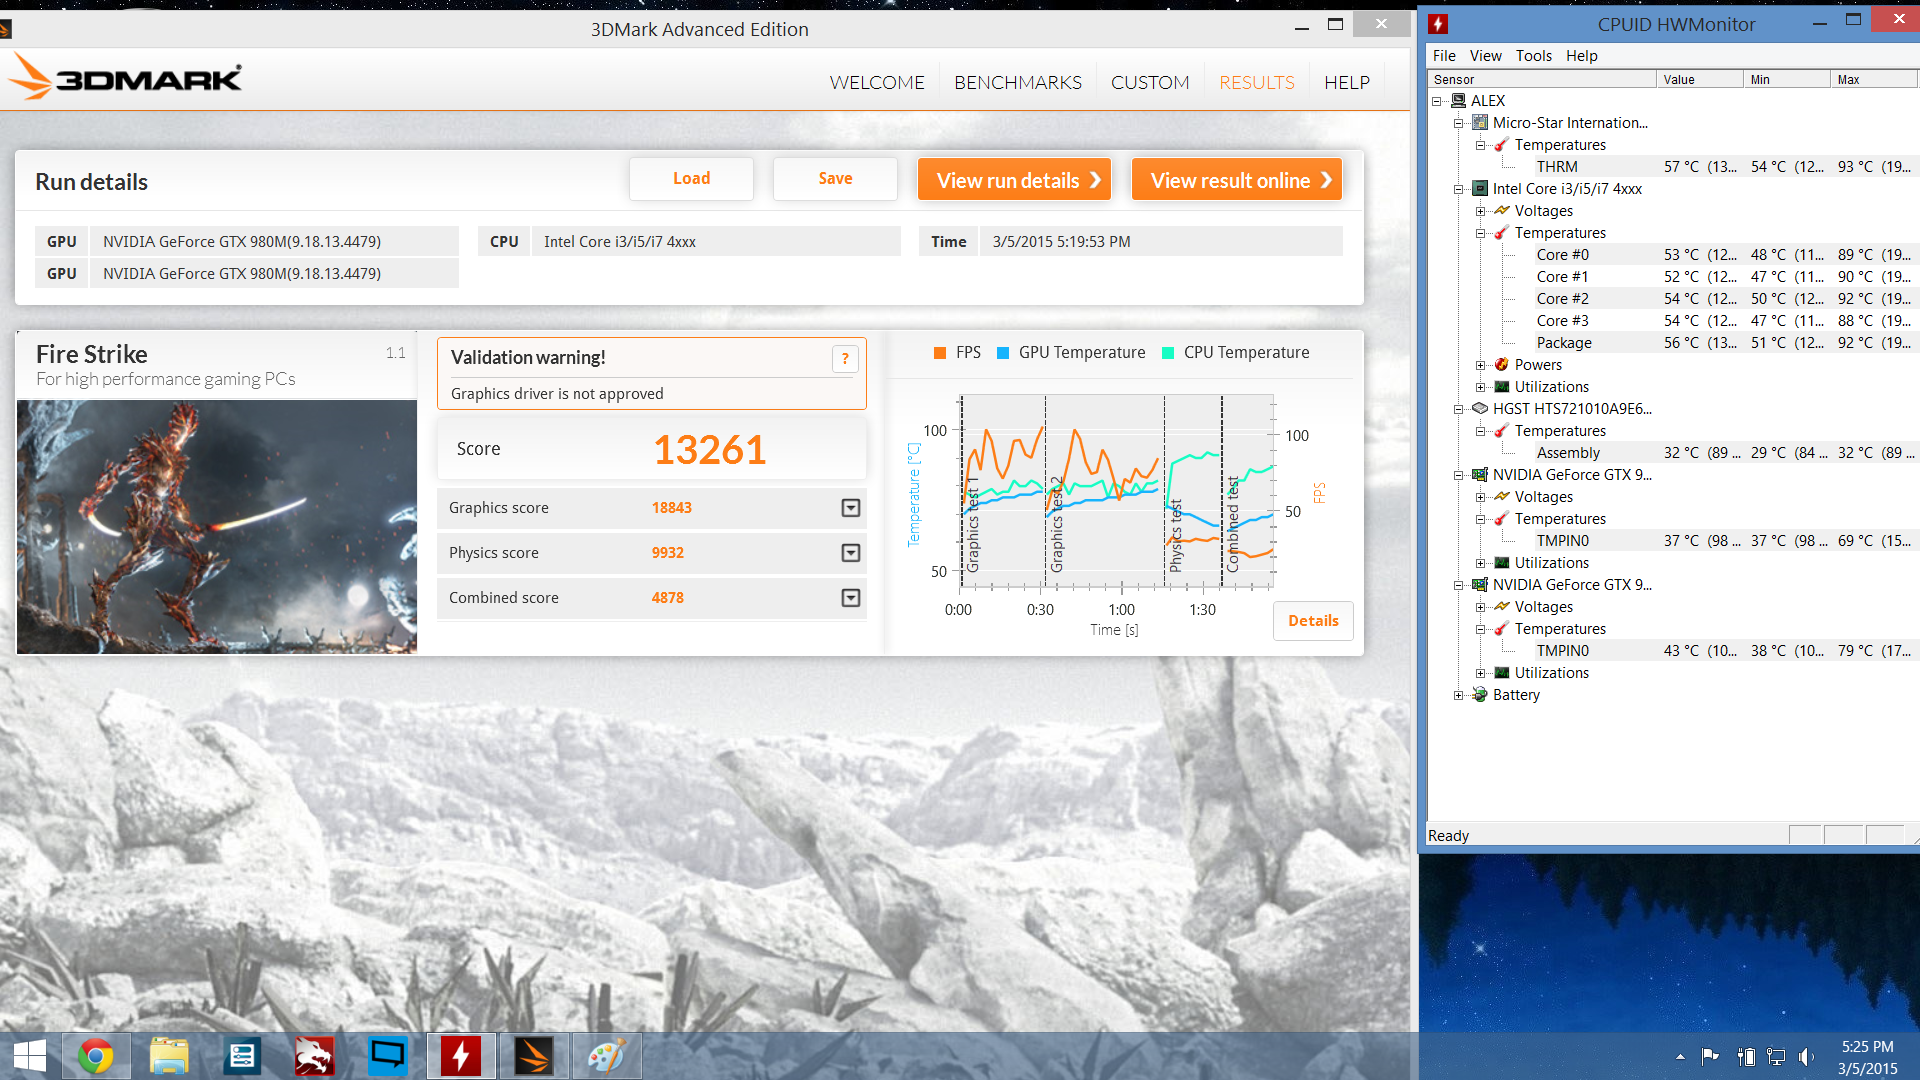 3DMark Advanced Edition
3DMARK
WELCOME BENCHMARKS CUSTOM RESULTS HELP
Run details
Load
Save
View run details
View result online
GPU NVIDIA GeForce GTX 980M(9.18.13.4479)
CPU Intel Core i3/i5/i7 4xxx
Time 3/5/2015 5:19:53 PM
GPU NVIDIA GeForce GTX 980M(9.18.13.4479)
Fire Strike 1.1
For high performance gaming PCs
Validation warning! ?
Graphics driver is not approved
Score 13261
Graphics score 18843
Physics score 9932
Combined score 4878
FPS GPU Temperature CPU Temperature
Temperature [°C]
100
50
Graphics test 1
Graphics test 2
Physics test
Combined test
100
50
FPS
0:00 0:30 1:00 1:30
Time [s]
Details
CPUID HWMonitor
File View Tools Help
Sensor Value Min Max
ALEX
Micro-Star Internation...
Temperatures
THRM 57 °C (13... 54 °C (12... 93 °C (19...
Intel Core i3/i5/i7 4xxx
Voltages
Temperatures
Core #0 53 °C (12... 48 °C (11... 89 °C (19...
Core #1 52 °C (12... 47 °C (11... 90 °C (19...
Core #2 54 °C (12... 50 °C (12... 92 °C (19...
Core #3 54 °C (12... 47 °C (11... 88 °C (19...
Package 56 °C (13... 51 °C (12... 92 °C (19...
Powers
Utilizations
HGST HTS721010A9E6...
Temperatures
Assembly 32 °C (89 ... 29 °C (84 ... 32 °C (89 ...
NVIDIA GeForce GTX 9...
Voltages
Temperatures
TMPIN0 37 °C (98 ... 37 °C (98 ... 69 °C (15...
Utilizations
NVIDIA GeForce GTX 9...
Voltages
Temperatures
TMPIN0 43 °C (10... 38 °C (10... 79 °C (17...
Utilizations
Battery
Ready
5:25 PM
3/5/2015